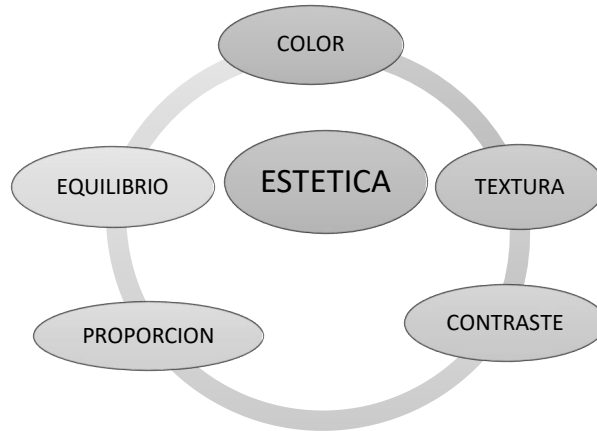 COLOR
EQUILIBRIO
ESTETICA
TEXTURA
PROPORCION
CONTRASTE